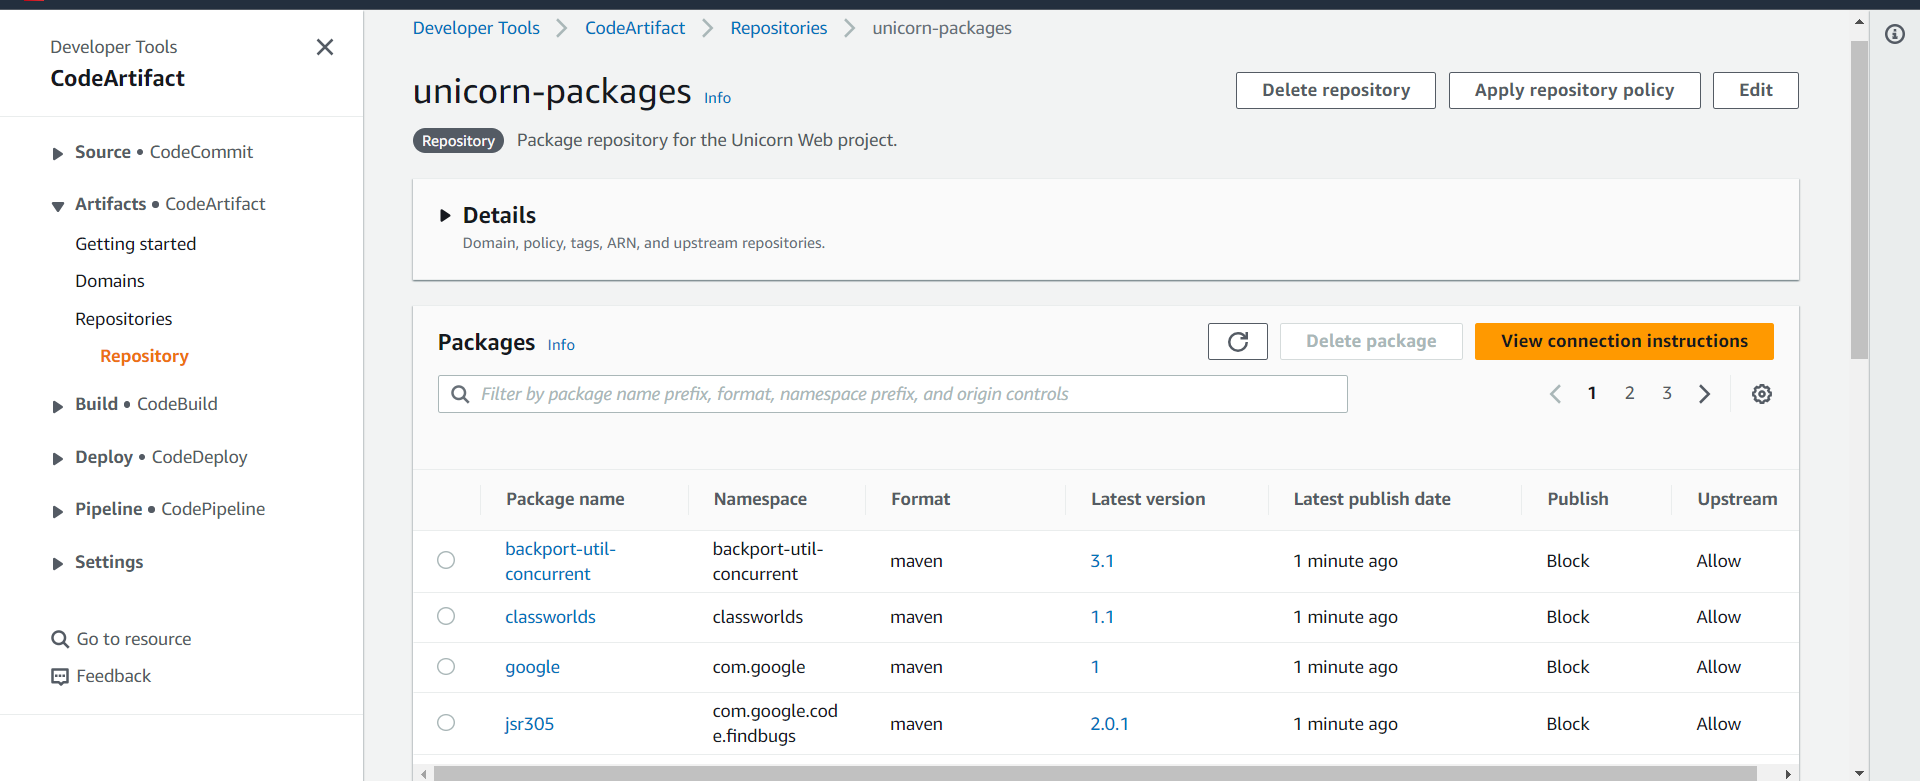 Developer Tools
CodeArtifact
Source • CodeCommit
Artifacts • CodeArtifact
Getting started
Domains
Repositories
Repository
Build • CodeBuild
Deploy • CodeDeploy
Pipeline • CodePipeline
Settings
Go to resource
Feedback
Developer Tools CodeArtifact Repositories unicorn-packages
unicorn-packages Info
Delete repository Apply repository policy Edit
Repository Package repository for the Unicorn Web project.
Details
Domain, policy, tags, ARN, and upstream repositories.
Packages Info
Delete package View connection instructions
Filter by package name prefix, format, namespace prefix, and origin controls
1 2 3
Package name Namespace Format Latest version Latest publish date Publish Upstream
backport-util-concurrent backport-util-concurrent maven 3.1 1 minute ago Block Allow
classworlds classworlds maven 1.1 1 minute ago Block Allow
google com.google maven 1 1 minute ago Block Allow
jsr305 com.google.code.findbugs maven 2.0.1 1 minute ago Block Allow